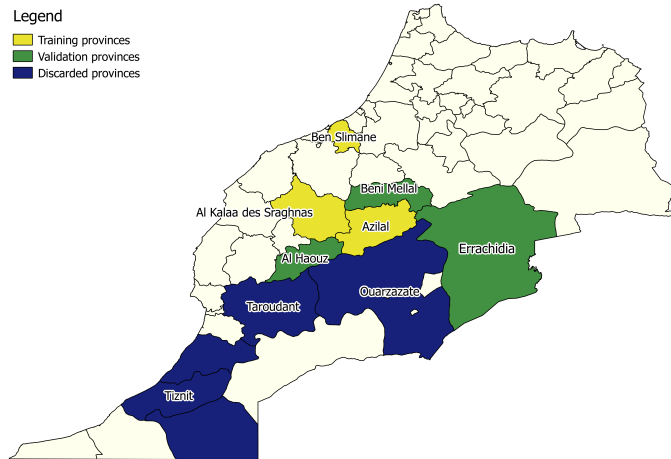 Legend
Training provinces
Validation provinces
Discarded provinces
Ben Slimane
Beni Mellal
Al Kalaa des Sraghnas
Azilal
Errachidia
Al Haouz
Ouarzazate
Taroudant
Tiznit